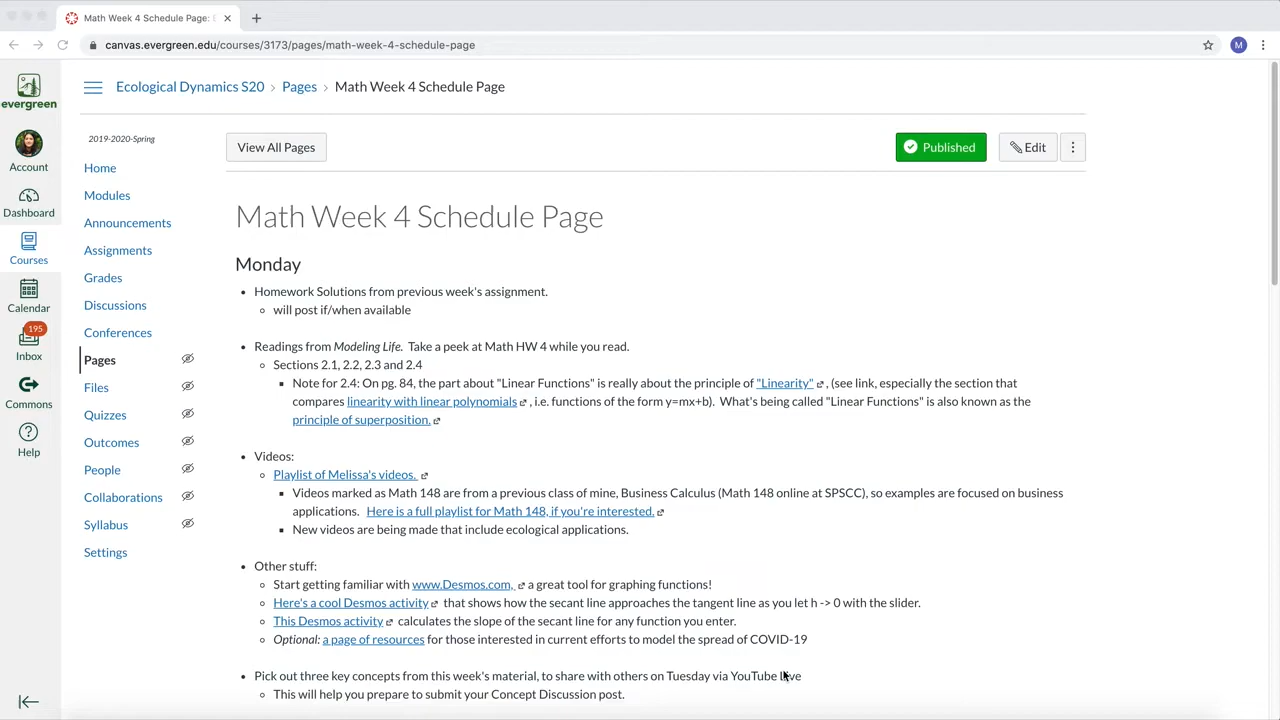 Math Week 4 Schedule Page: E
canvas.evergreen.edu/courses/3173/pages/math-week-4-schedule-page
M
evergreen
Account
Dashboard
Courses
Calendar
195
Inbox
Commons
Help
Ecological Dynamics S20 > Pages > Math Week 4 Schedule Page
2019-2020-Spring
Home
Modules
Announcements
Assignments
Grades
Discussions
Conferences
Pages
Files
Quizzes
Outcomes
People
Collaborations
Syllabus
Settings
View All Pages
Published
Edit
Math Week 4 Schedule Page
Monday
Homework Solutions from previous week's assignment.
will post if/when available
Readings from Modeling Life. Take a peek at Math HW 4 while you read.
Sections 2.1, 2.2, 2.3 and 2.4
Note for 2.4: On pg. 84, the part about "Linear Functions" is really about the principle of "Linearity" , (see link, especially the section that
compares linearity with linear polynomials , i.e. functions of the form y=mx+b). What's being called "Linear Functions" is also known as the
principle of superposition.
Videos:
Playlist of Melissa's videos.
Videos marked as Math 148 are from a previous class of mine, Business Calculus (Math 148 online at SPSCC), so examples are focused on business
applications. Here is a full playlist for Math 148, if you're interested.
New videos are being made that include ecological applications.
Other stuff:
Start getting familiar with www.Desmos.com, a great tool for graphing functions!
Here's a cool Desmos activity that shows how the secant line approaches the tangent line as you let h -> 0 with the slider.
This Desmos activity calculates the slope of the secant line for any function you enter.
Optional: a page of resources for those interested in current efforts to model the spread of COVID-19
Pick out three key concepts from this week's material, to share with others on Tuesday via YouTube Live
This will help you prepare to submit your Concept Discussion post.